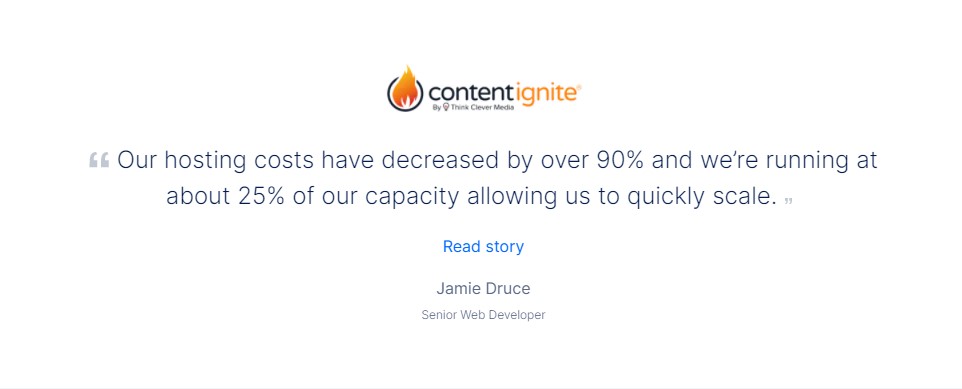 contentignite®
By Think Clever Media
“ Our hosting costs have decreased by over 90% and we’re running at
about 25% of our capacity allowing us to quickly scale. ”
Read story
Jamie Druce
Senior Web Developer